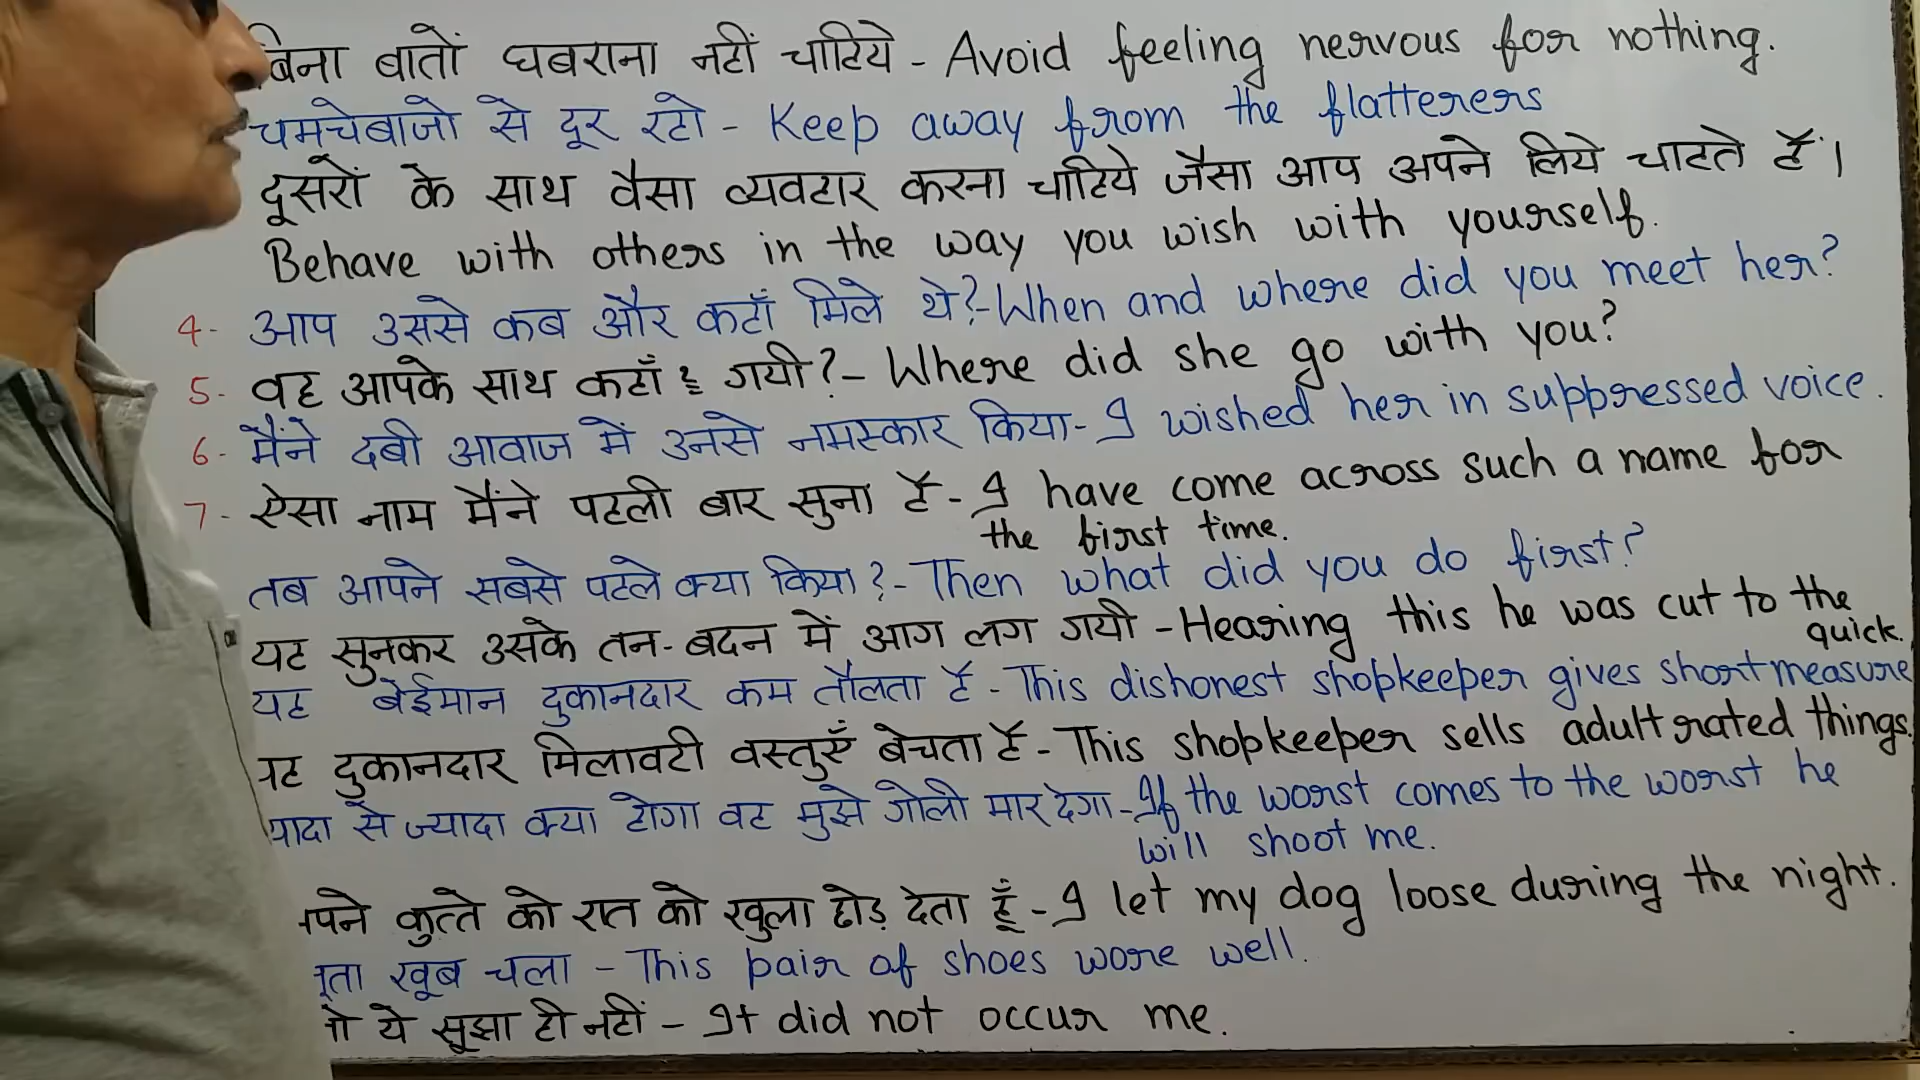 बिना बातों घबराना नहीं चाहिये - Avoid feeling nervous for nothing.
चमचेबाजो से दूर रहो - Keep away from the flatterers
दूसरों के साथ वैसा व्यवहार करना चाहिये जैसा आप अपने लिये चाहते हैं।
Behave with others in the way you wish with yourself.
4- आप उससे कब और कहाँ मिले थे?- When and where did you meet her?
5- वह आपके साथ कहाँ गयी?- Where did she go with you?
6- मैंने दबी आवाज में उनसे नमस्कार किया- I wished her in suppressed voice.
7- ऐसा नाम मैंने पहली बार सुना है - I have come across such a name for
the first time.
तब आपने सबसे पहले क्या किया?- Then what did you do first?
यह सुनकर उसके तन-बदन में आग लग गयी - Hearing this he was cut to the
quick.
यह बेईमान दुकानदार कम तौलता है - This dishonest shopkeeper gives short measure
यह दुकानदार मिलावटी वस्तुएँ बेचता है - This shopkeeper sells adultrated things.
यादा से ज्यादा क्या होगा वह मुझे गोली मार देगा - If the worst comes to the worst he
will shoot me.
पने कुत्ते को रात को खुला छोड़ देता हूँ - I let my dog loose during the night.
ूता खूब चला - This pair of shoes wore well.
ये सूझा ही नहीं - It did not occur me.